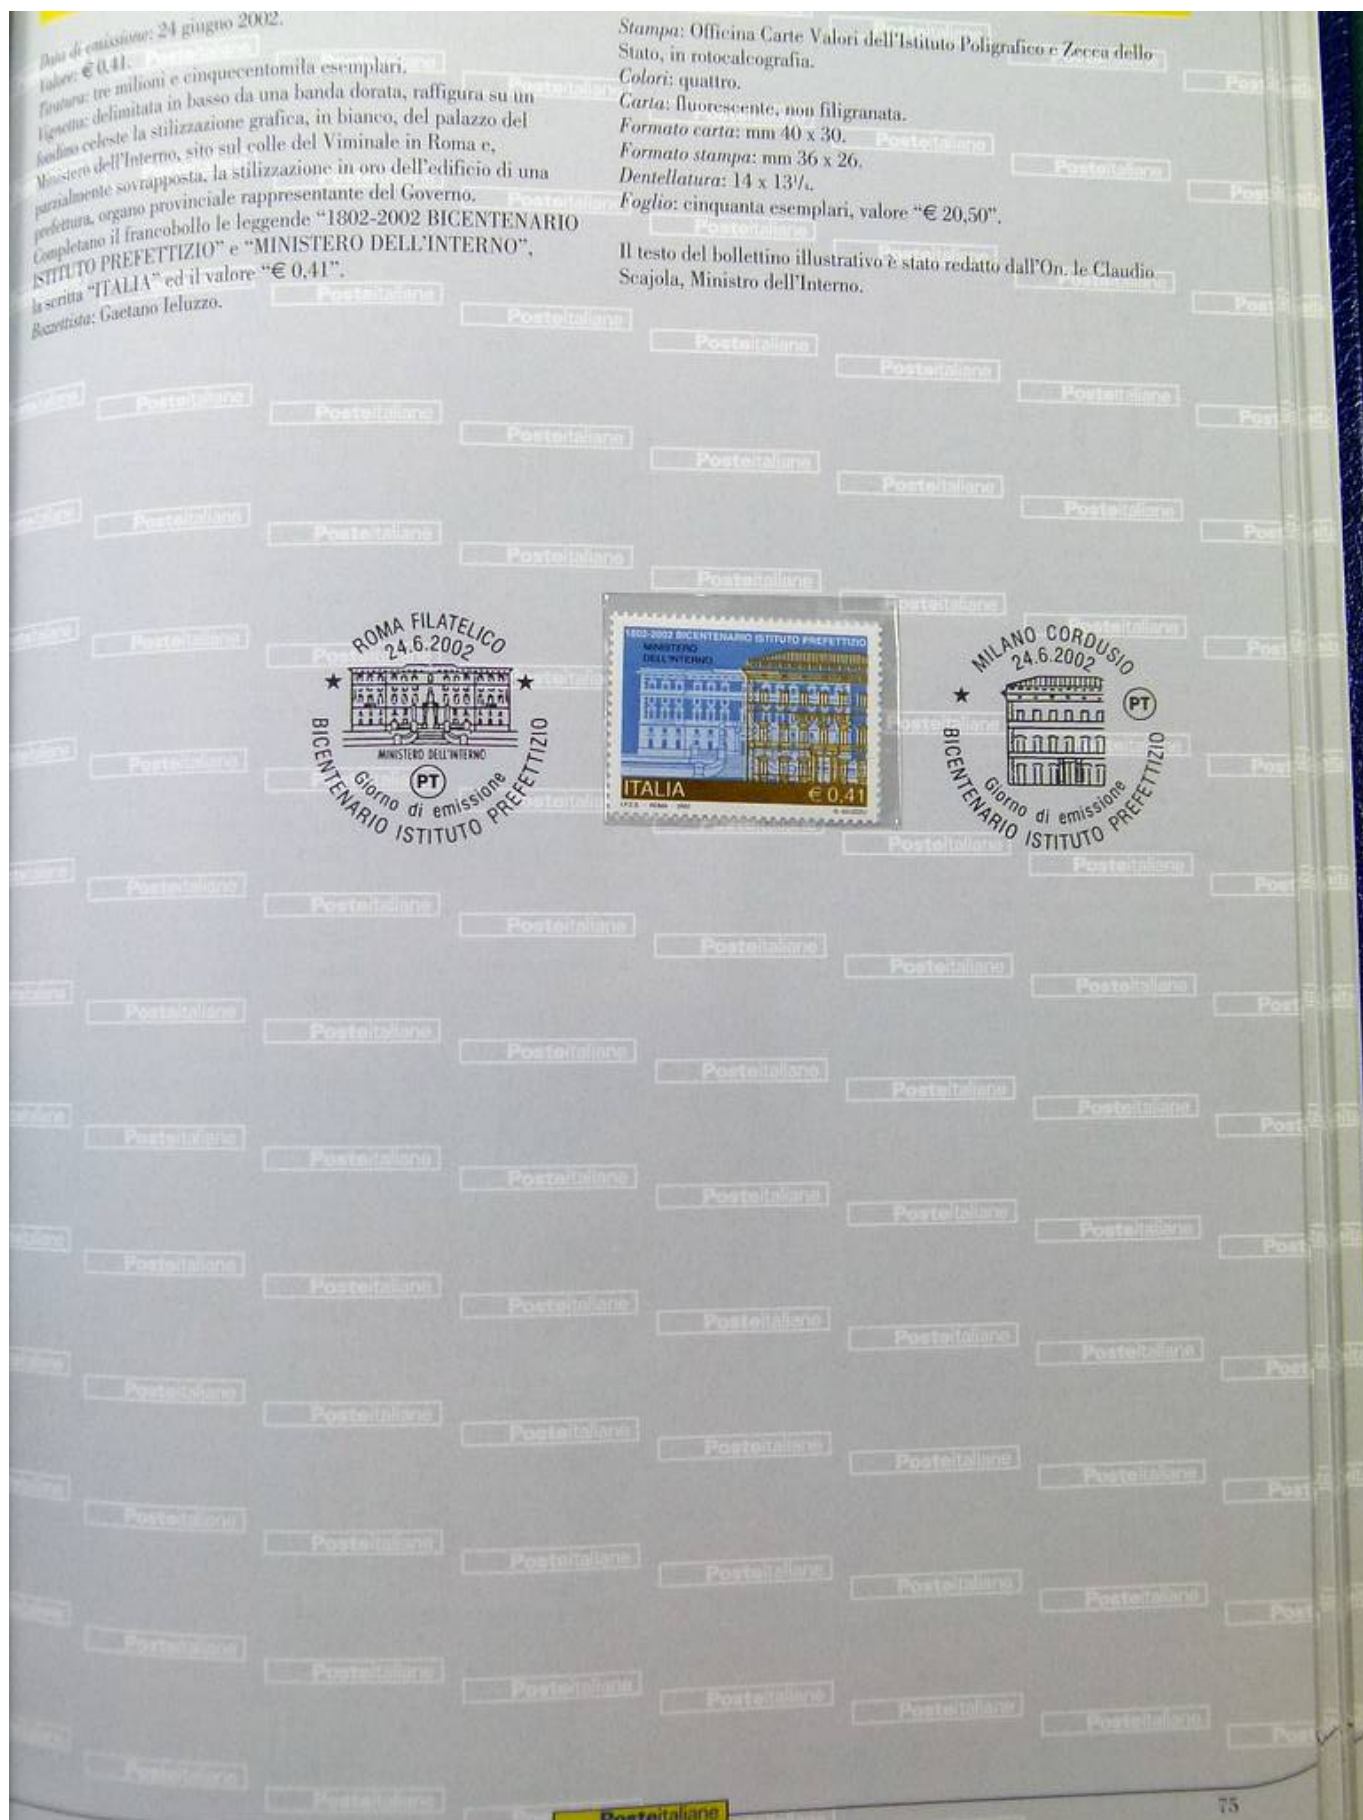 Data di emissione: 24 giugno 2002.
Valore: € 0,41.
Tiratura: tre milioni e cinquecentomila esemplari.
Vignetta: delimitata in basso da una banda dorata, raffigura su un
fondino celeste la stilizzazione grafica, in bianco, del palazzo del
Ministero dell'Interno, sito sul colle del Viminale in Roma e,
parzialmente sovrapposta, la stilizzazione in oro dell'edificio di una
prefettura, organo provinciale rappresentante del Governo.
Completano il francobollo le leggende “1802-2002 BICENTENARIO
ISTITUTO PREFETTIZIO” e “MINISTERO DELL'INTERNO”,
la scritta “ITALIA” ed il valore “€ 0,41”.
Bozzettista: Gaetano Ieluzzo.
Stampa: Officina Carte Valori dell'Istituto Poligrafico e Zecca dello
Stato, in rotocalcografia.
Colori: quattro.
Carta: fluorescente, non filigranata.
Formato carta: mm 40 x 30.
Formato stampa: mm 36 x 26.
Dentellatura: 14 x 13¹/₄.
Foglio: cinquanta esemplari, valore “€ 20,50”.
Il testo del bollettino illustrativo è stato redatto dall'On. le Claudio
Scajola, Ministro dell'Interno.
ROMA FILATELICO
24.6.2002
MINISTERO DELL'INTERNO
PT
Giorno di emissione
BICENTENARIO ISTITUTO PREFETTIZIO
1802-2002 BICENTENARIO ISTITUTO PREFETTIZIO
MINISTERO
DELL'INTERNO
ITALIA
€ 0,41
I.P.Z.S. - ROMA - 2002
MILANO CORDUSIO
24.6.2002
PT
Giorno di emissione
BICENTENARIO ISTITUTO PREFETTIZIO
Posteitaliane
75